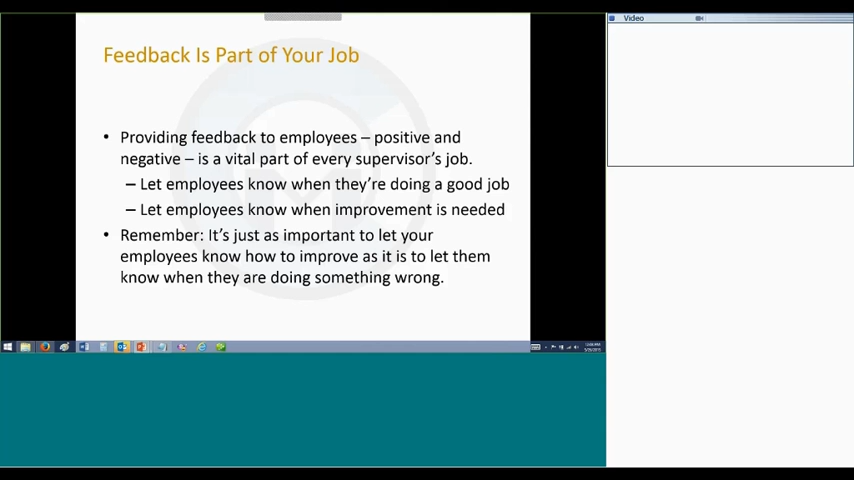 Video
Feedback Is Part of Your Job
• Providing feedback to employees – positive and
negative – is a vital part of every supervisor’s job.
– Let employees know when they’re doing a good job
– Let employees know when improvement is needed
• Remember: It’s just as important to let your
employees know how to improve as it is to let them
know when they are doing something wrong.